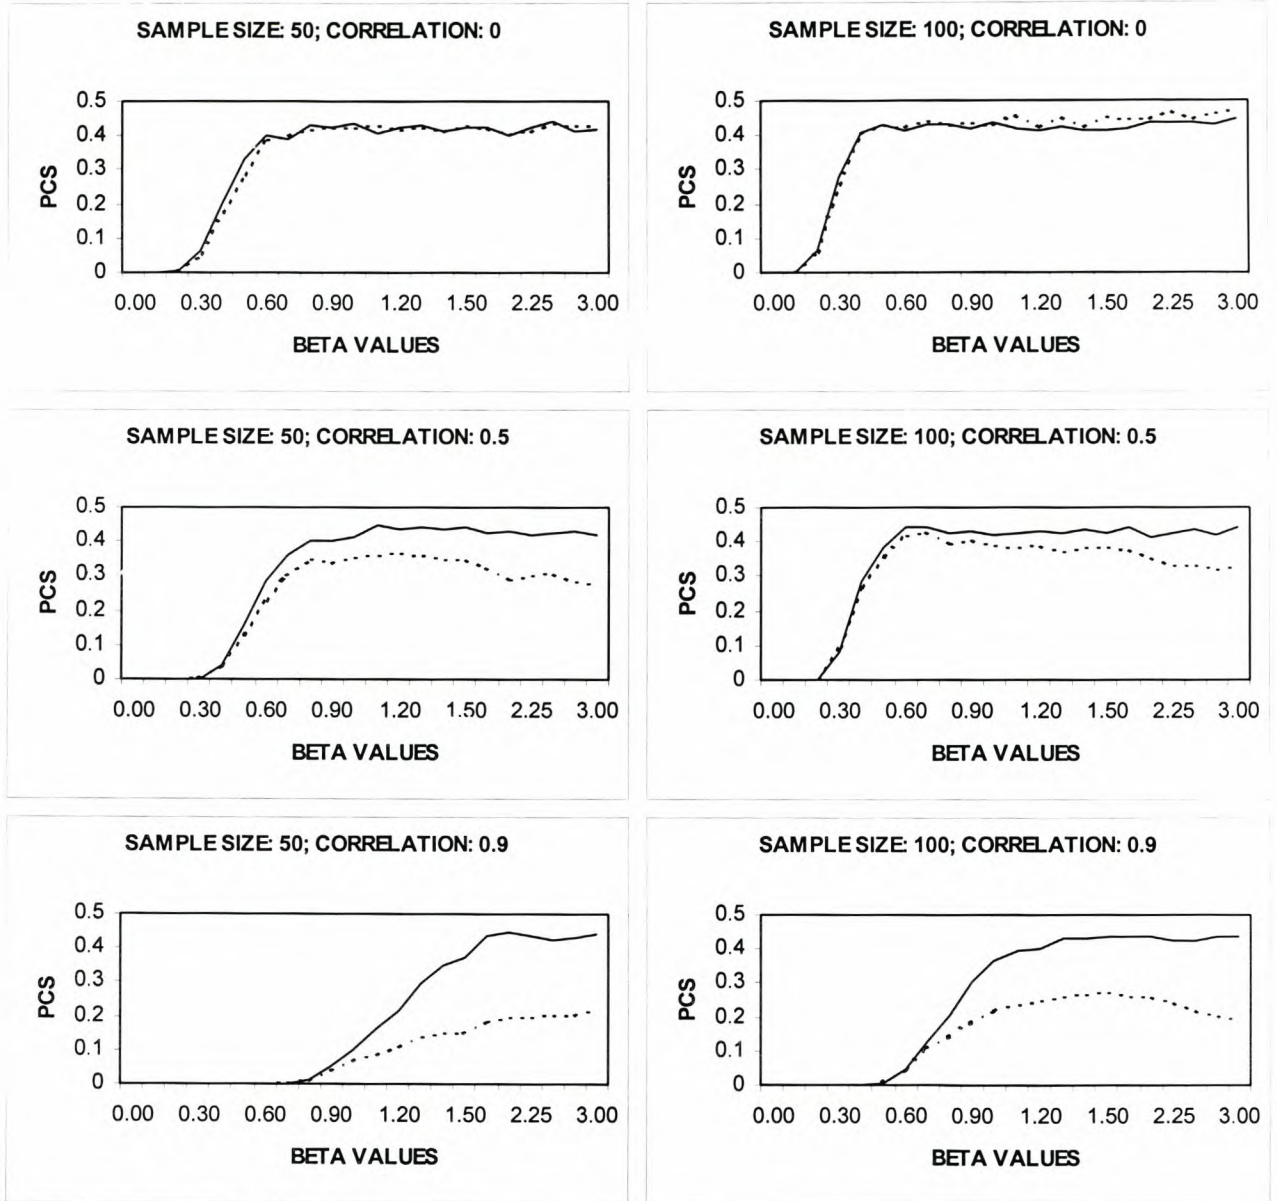 SAMPLE SIZE: 50; CORRELATION: 0
0.5
0.4
0.3
0.2
0.1
0
PCS
0.00 0.30 0.60 0.90 1.20 1.50 2.25 3.00
BETA VALUES
SAMPLE SIZE: 100; CORRELATION: 0
0.5
0.4
0.3
0.2
0.1
0
PCS
0.00 0.30 0.60 0.90 1.20 1.50 2.25 3.00
BETA VALUES
SAMPLE SIZE: 50; CORRELATION: 0.5
0.5
0.4
0.3
0.2
0.1
0
PCS
0.00 0.30 0.60 0.90 1.20 1.50 2.25 3.00
BETA VALUES
SAMPLE SIZE: 100; CORRELATION: 0.5
0.5
0.4
0.3
0.2
0.1
0
PCS
0.00 0.30 0.60 0.90 1.20 1.50 2.25 3.00
BETA VALUES
SAMPLE SIZE: 50; CORRELATION: 0.9
0.5
0.4
0.3
0.2
0.1
0
PCS
0.00 0.30 0.60 0.90 1.20 1.50 2.25 3.00
BETA VALUES
SAMPLE SIZE: 100; CORRELATION: 0.9
0.5
0.4
0.3
0.2
0.1
0
PCS
0.00 0.30 0.60 0.90 1.20 1.50 2.25 3.00
BETA VALUES